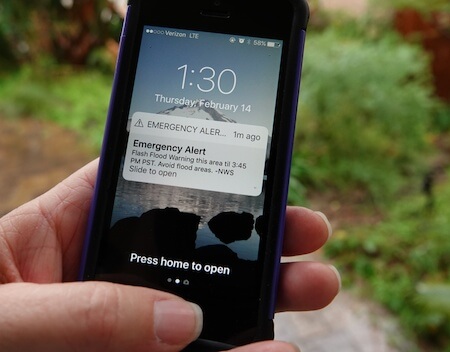 Verizon LTE 58%
1:30
Thursday, February 14
EMERGENCY ALER... 1m ago
Emergency Alert
Flash Flood Warning this area til 3:45
PM PST. Avoid flood areas. -NWS
Slide to open
Press home to open